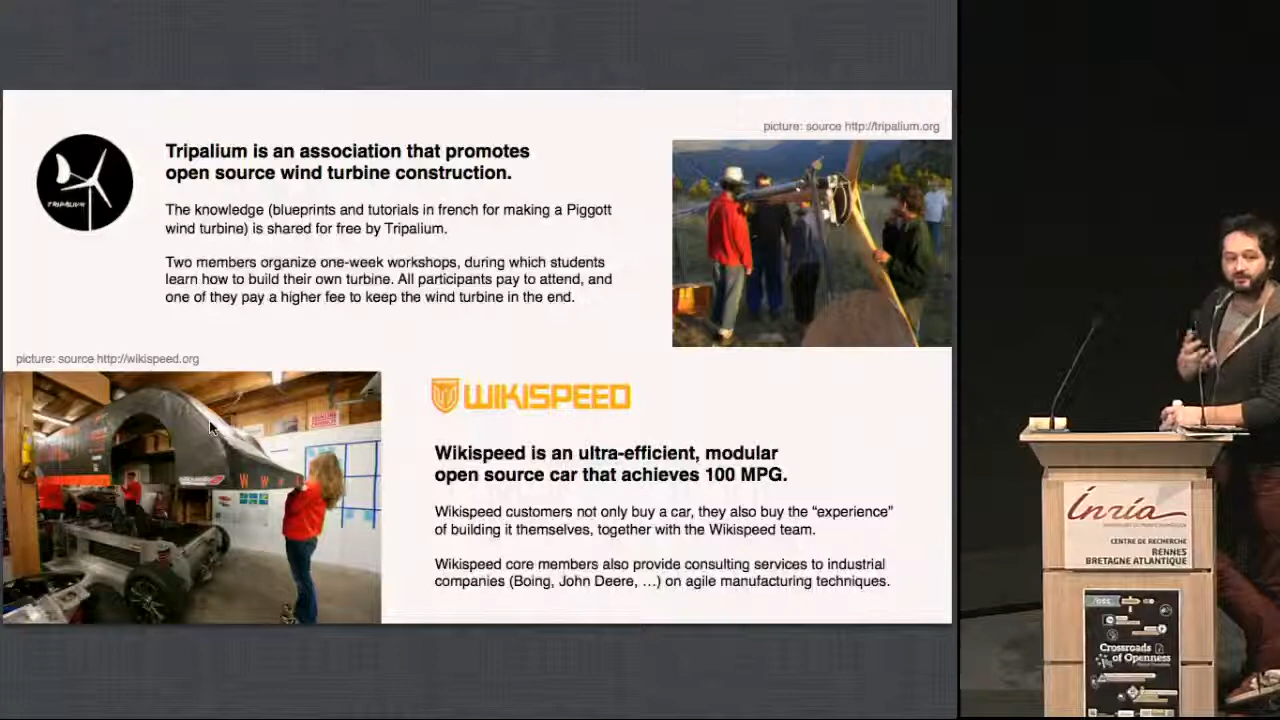 picture: source http://tripalium.org
Tripalium is an association that promotes
open source wind turbine construction.
TRIPALIUM
The knowledge (blueprints and tutorials in french for making a Piggott
wind turbine) is shared for free by Tripalium.
Two members organize one-week workshops, during which students
learn how to build their own turbine. All participants pay to attend, and
one of they pay a higher fee to keep the wind turbine in the end.
picture: source http://wikispeed.org
WIKISPEED
Wikispeed is an ultra-efficient, modular
open source car that achieves 100 MPG.
Wikispeed customers not only buy a car, they also buy the “experience”
of building it themselves, together with the Wikispeed team.
Wikispeed core members also provide consulting services to industrial
companies (Boing, John Deere, …) on agile manufacturing techniques.
Inria
CENTRE DE RECHERCHE
RENNES
BRETAGNE ATLANTIQUE
Crossroads
of Openness